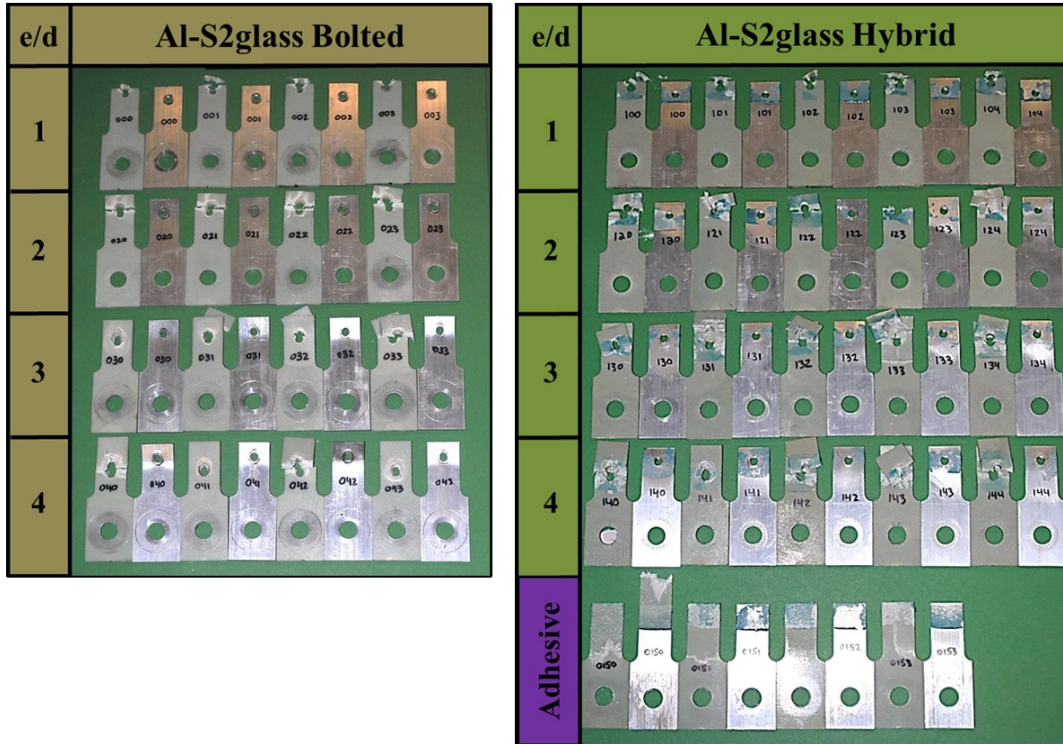 e/d Al-S2glass Bolted
1
000 000 001 001 002 002 003 003
2
020 020 021 021 022 022 023 023
3
030 030 031 031 032 032 033 033
4
040 040 041 041 042 042 043 043
e/d Al-S2glass Hybrid
1
100 100 101 101 102 102 103 103 104 104
2
120 120 121 121 122 122 123 123 124 124
3
130 130 131 131 132 132 133 133 134 134
4
140 140 141 141 142 142 143 143 144 144
Adhesive
0150 0150 0151 0151 0152 0153 0153